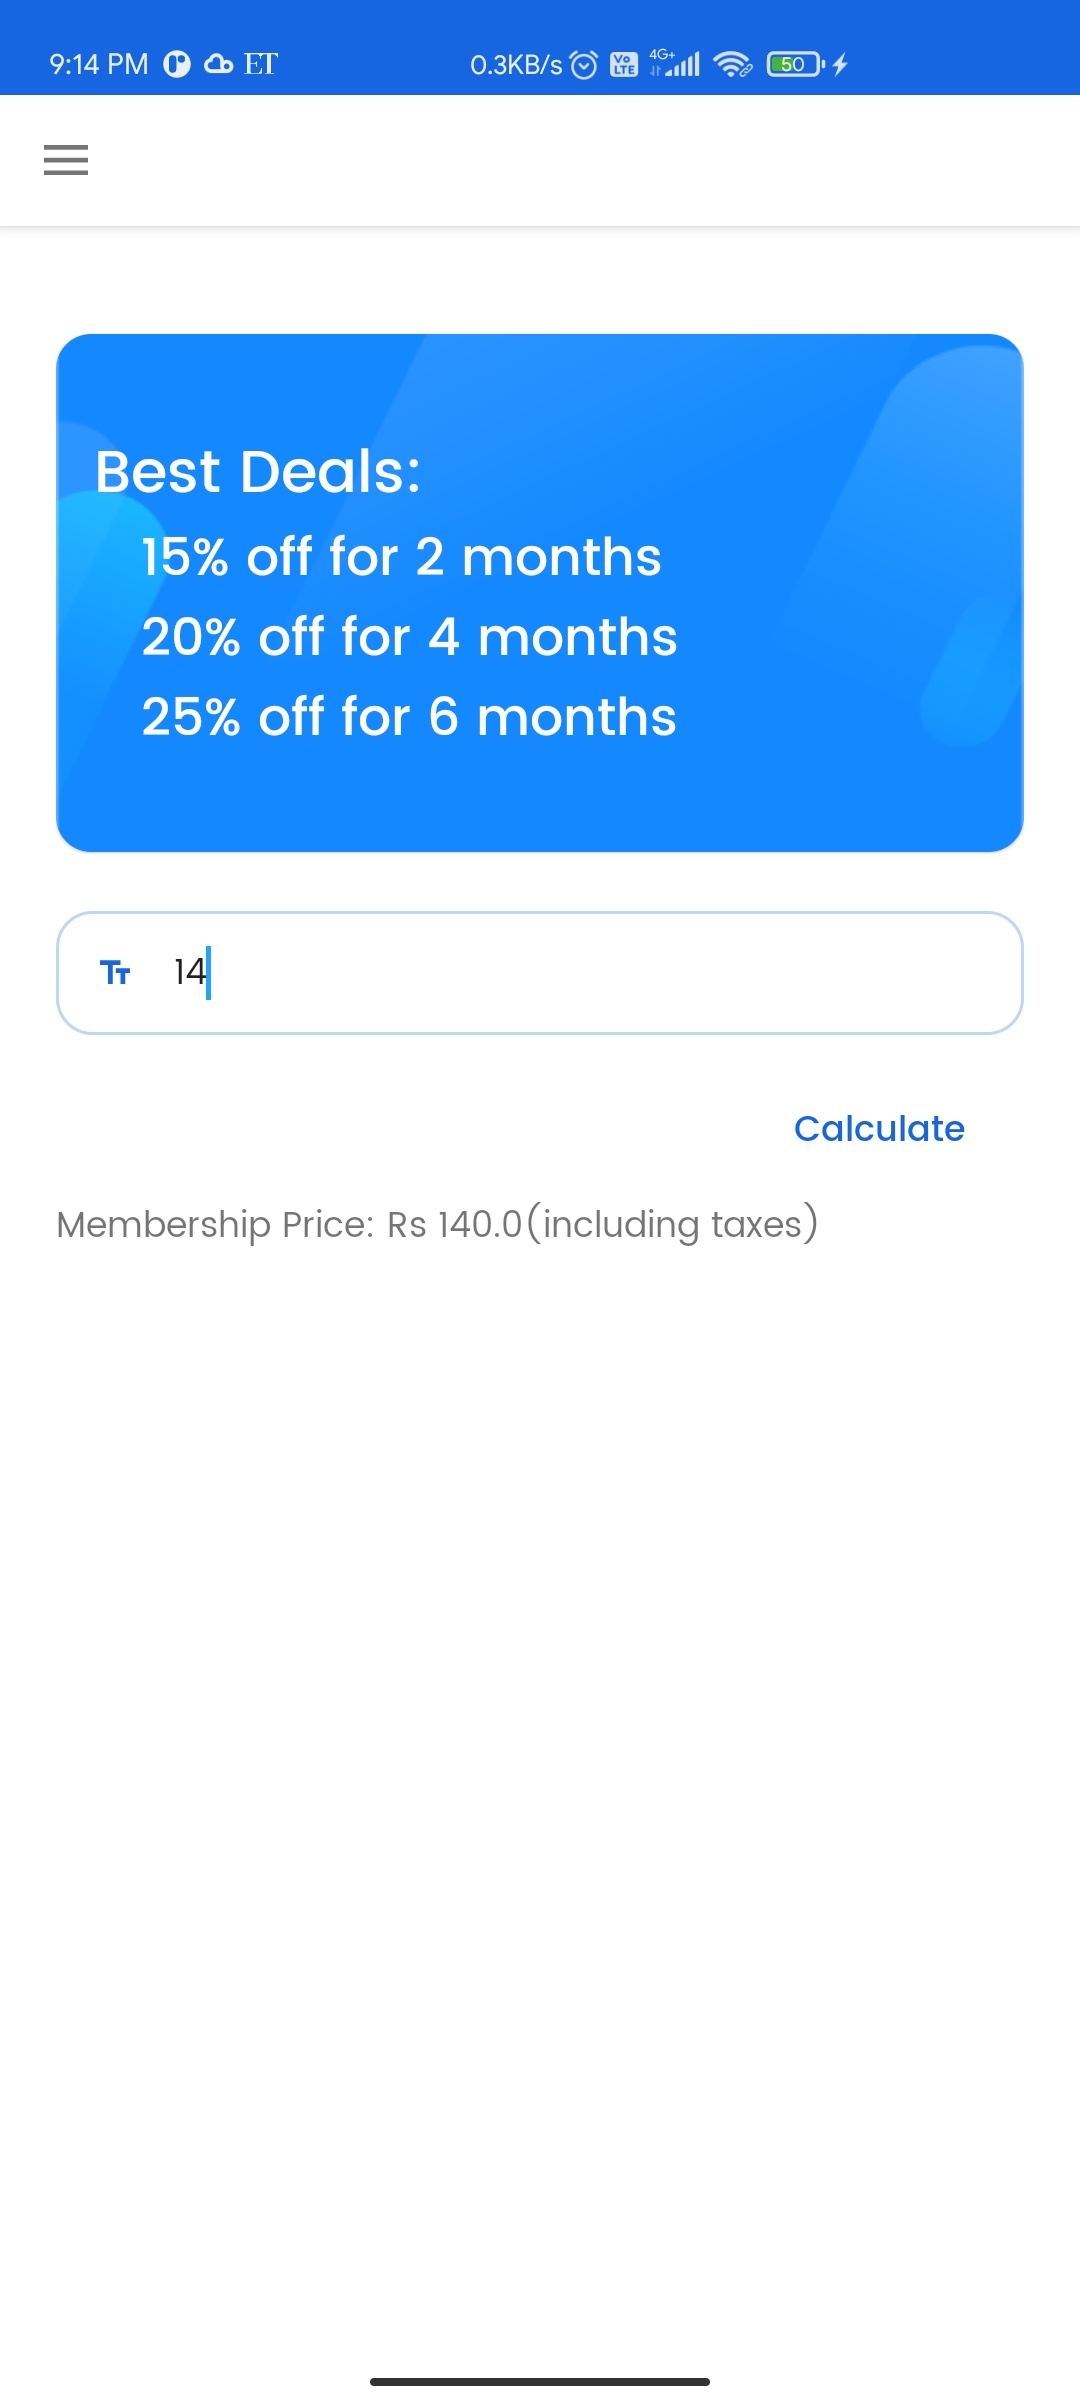 9:14 PM ET 0.3KB/s Vo LTE 4G+ 50
Best Deals:
15% off for 2 months
20% off for 4 months
25% off for 6 months
Tт 14
Calculate
Membership Price: Rs 140.0(including taxes)